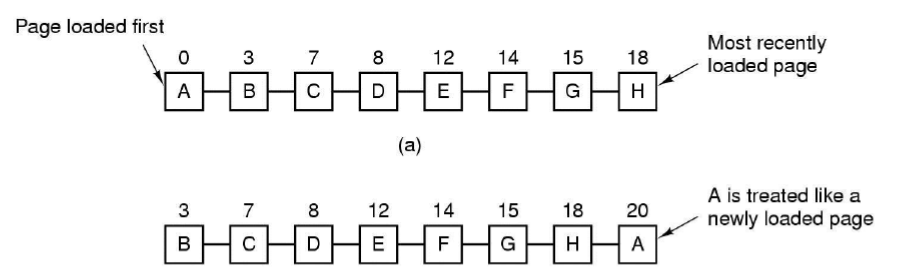 Page loaded first
0 3 7 8 12 14 15 18
Most recently
loaded page
A B C D E F G H
(a)
3 7 8 12 14 15 18 20
A is treated like a
newly loaded page
B C D E F G H A